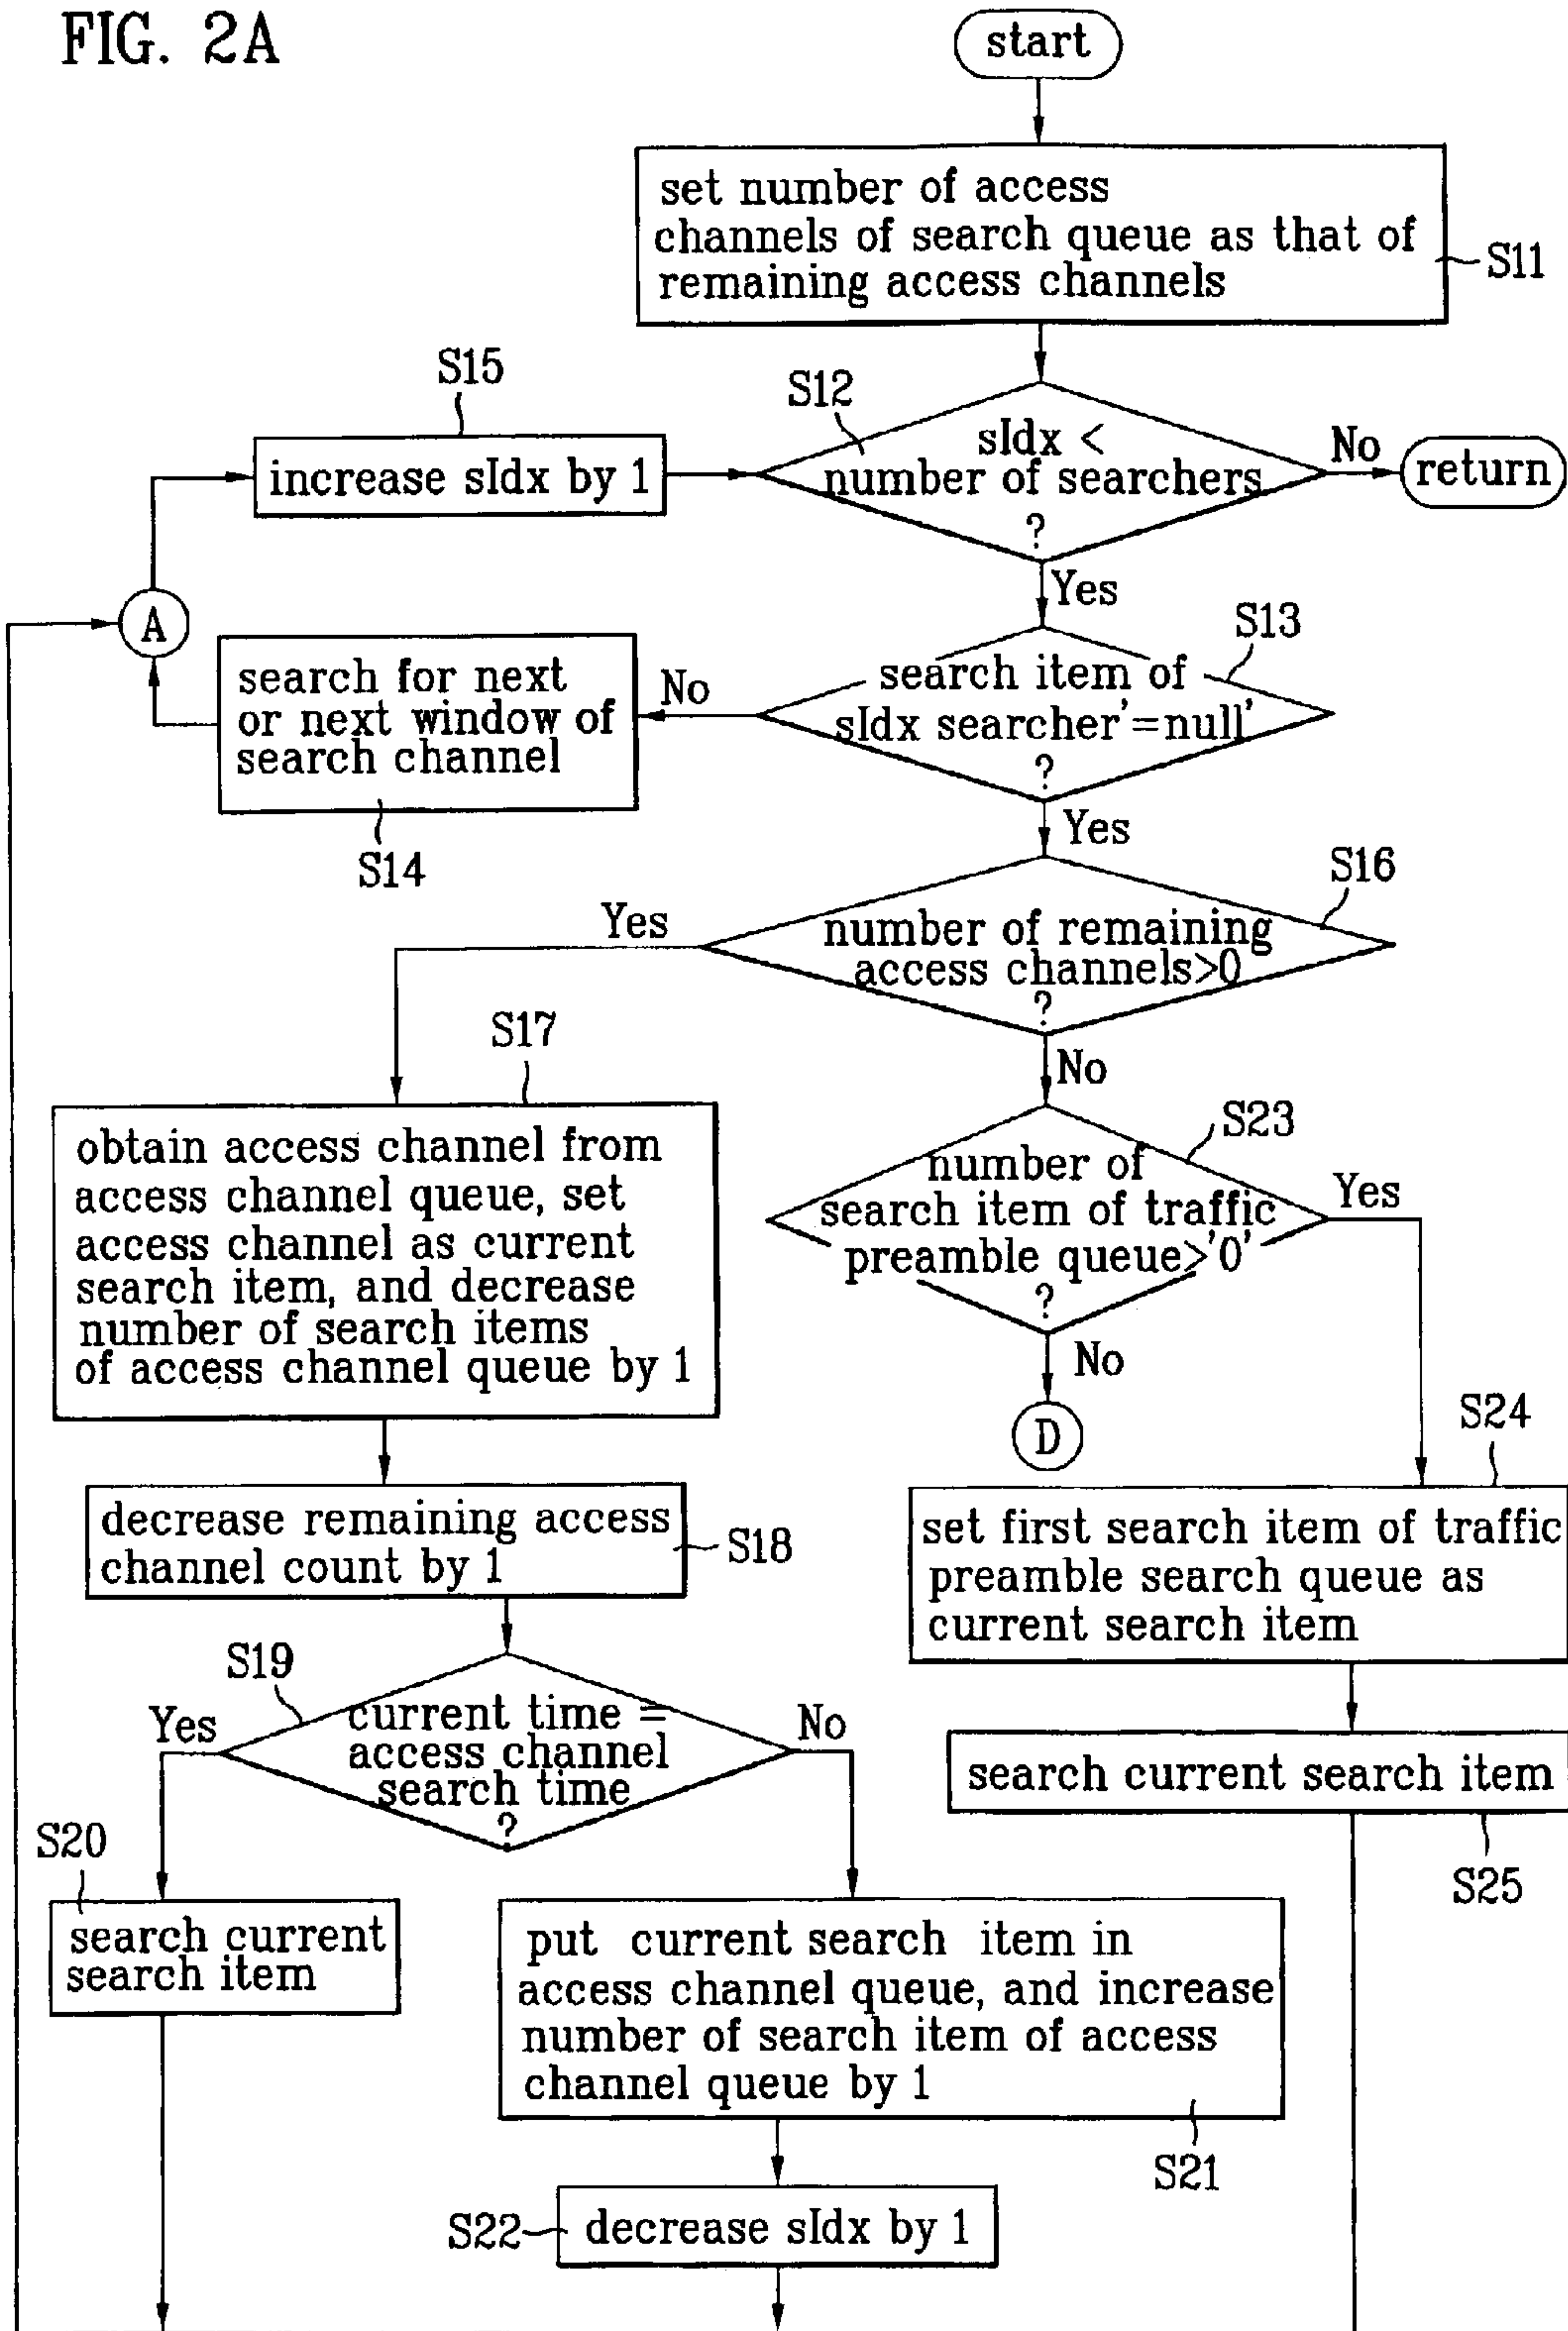 FIG. 2A
start
set number of access
channels of search queue as that of
remaining access channels
S11
S15
increase sIdx by 1
S12
sIdx <
number of searchers
?
No
return
Yes
A
S13
search item of
sIdx searcher'=null'
?
No
search for next
or next window of
search channel
S14
Yes
S16
number of remaining
access channels>0
?
Yes
No
S17
obtain access channel from
access channel queue, set
access channel as current
search item, and decrease
number of search items
of access channel queue by 1
S23
number of
search item of traffic
preamble queue>'0'
?
Yes
No
D
S18
decrease remaining access
channel count by 1
S24
set first search item of traffic
preamble search queue as
current search item
S19
current time =
access channel
search time
?
Yes
No
search current search item
S25
S20
search current
search item
put current search item in
access channel queue, and increase
number of search item of access
channel queue by 1
S21
S22
decrease sIdx by 1